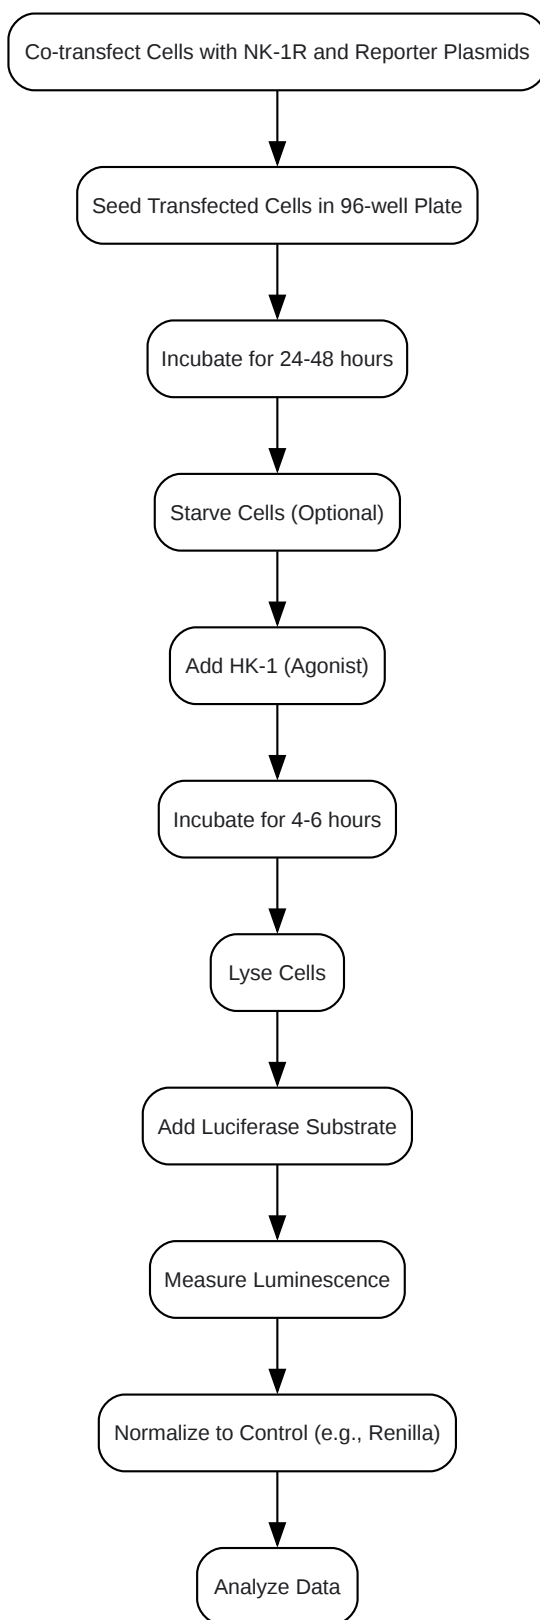 Co-transfect Cells with NK-1R and Reporter Plasmids
Seed Transfected Cells in 96-well Plate
Incubate for 24-48 hours
Starve Cells (Optional)
Add HK-1 (Agonist)
Incubate for 4-6 hours
Lyse Cells
Add Luciferase Substrate
Measure Luminescence
Normalize to Control (e.g., Renilla)
Analyze Data